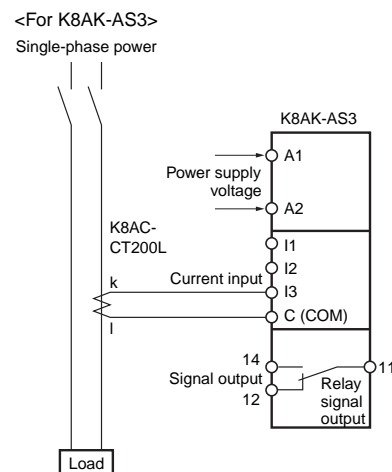 <For K8AK-AS3>
Single-phase power
K8AK-AS3
A1
Power supply
voltage
A2
K8AC-
CT200L
I1
I2
k
Current input
I3
C (COM)
l
14
11
Signal output
12
Relay
signal
output
Load